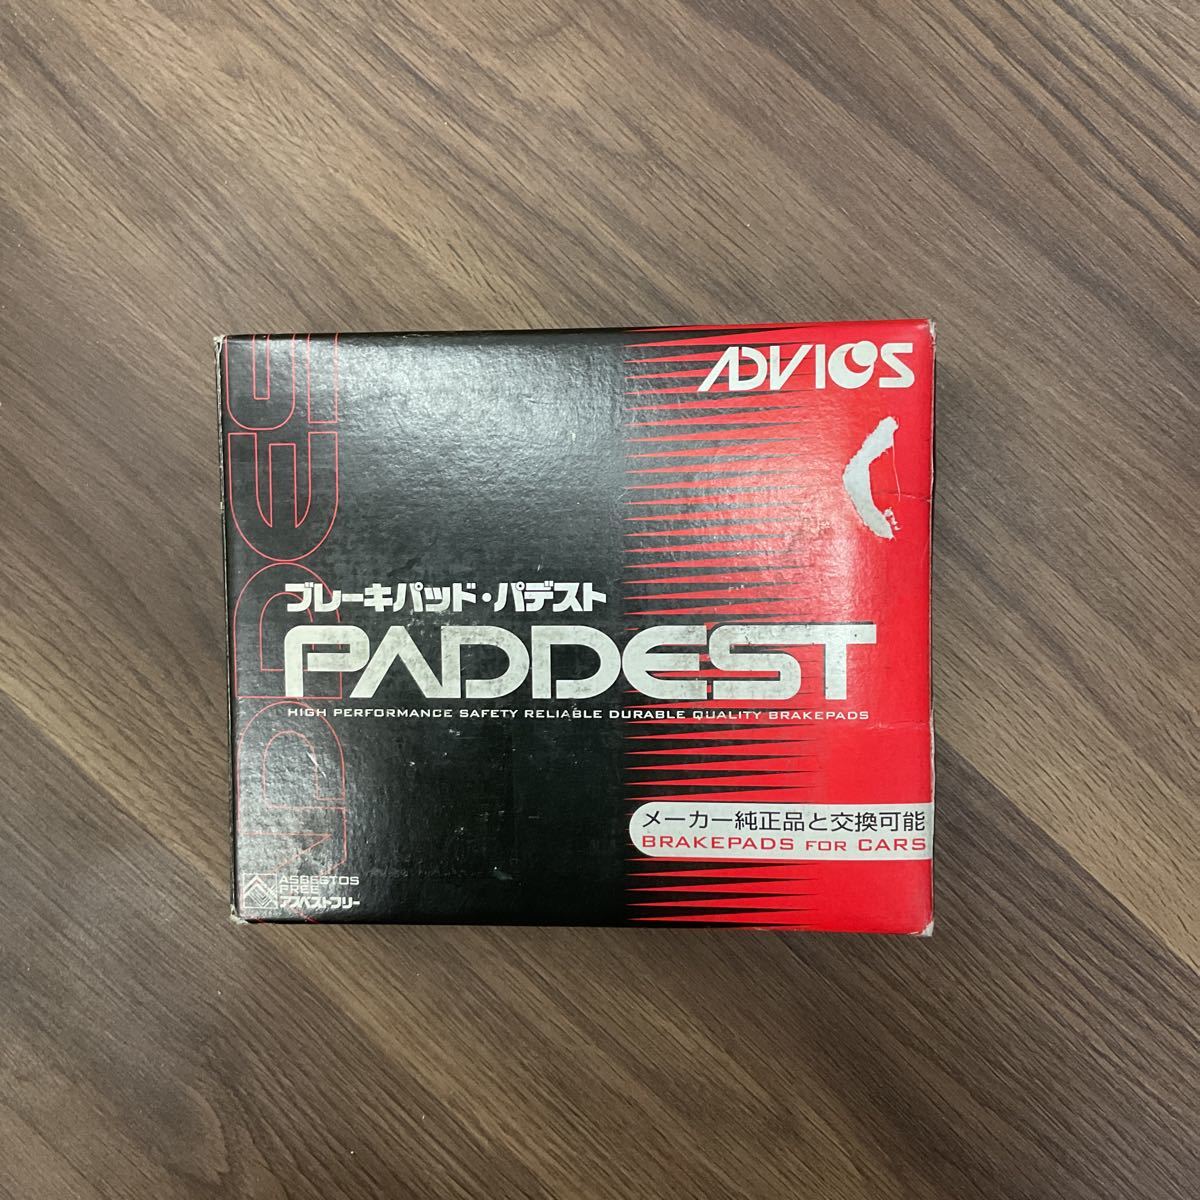 ADVICS
ブレーキパッド・パデスト
PADDEST
HIGH PERFORMANCE SAFETY RELIABLE DURABLE QUALITY BRAKEPADS
メーカー純正品と交換可能
BRAKEPADS FOR CARS
ASBESTOS
FREE
アスベストフリー